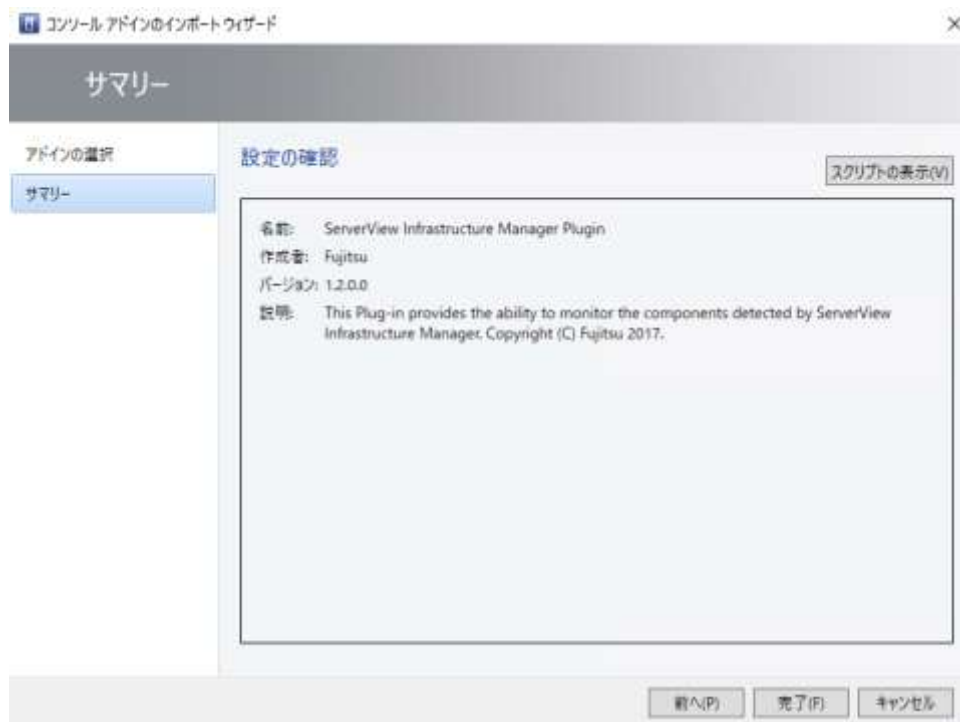 コンソール アドインのインポート ウィザード
サマリー
アドインの選択
サマリー
設定の確認
スクリプトの表示(V)
名前: ServerView Infrastructure Manager Plugin
作成者: Fujitsu
バージョン: 1.2.0.0
説明: This Plug-in provides the ability to monitor the components detected by ServerView
Infrastructure Manager. Copyright (C) Fujitsu 2017.
前へ(P) 完了(F) キャンセル